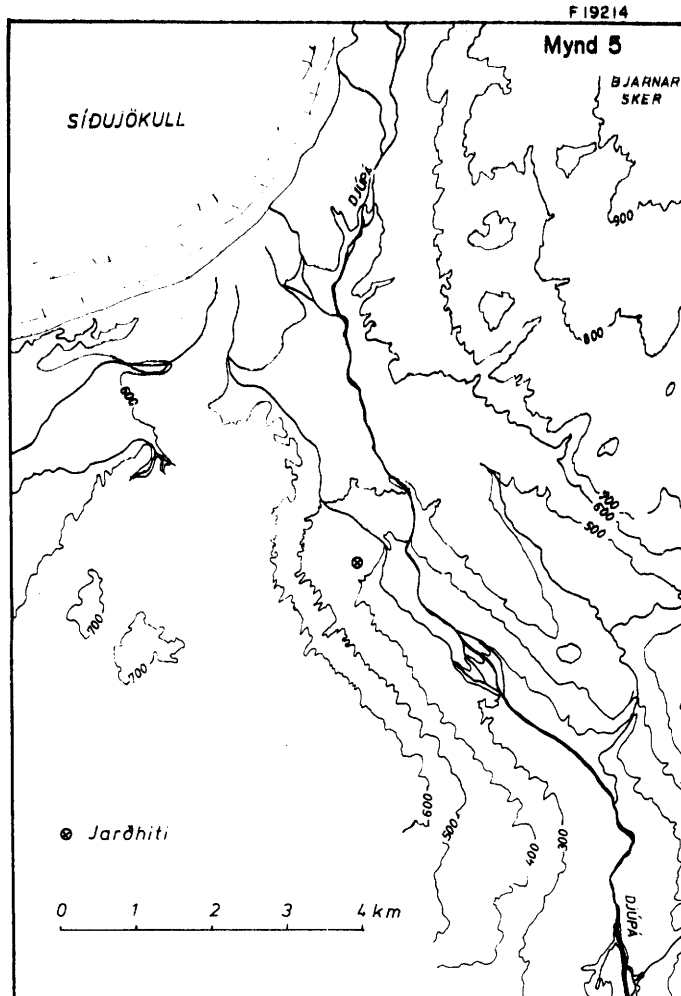 F 19214
Mynd 5
BJARNAR
SKER
SÍÐUJÖKULL
DJÚPÁ
900
800
600
700
600
500
700
700
600
500
400
300
Jarðhiti
0 1 2 3 4 km
DJÚPÁ